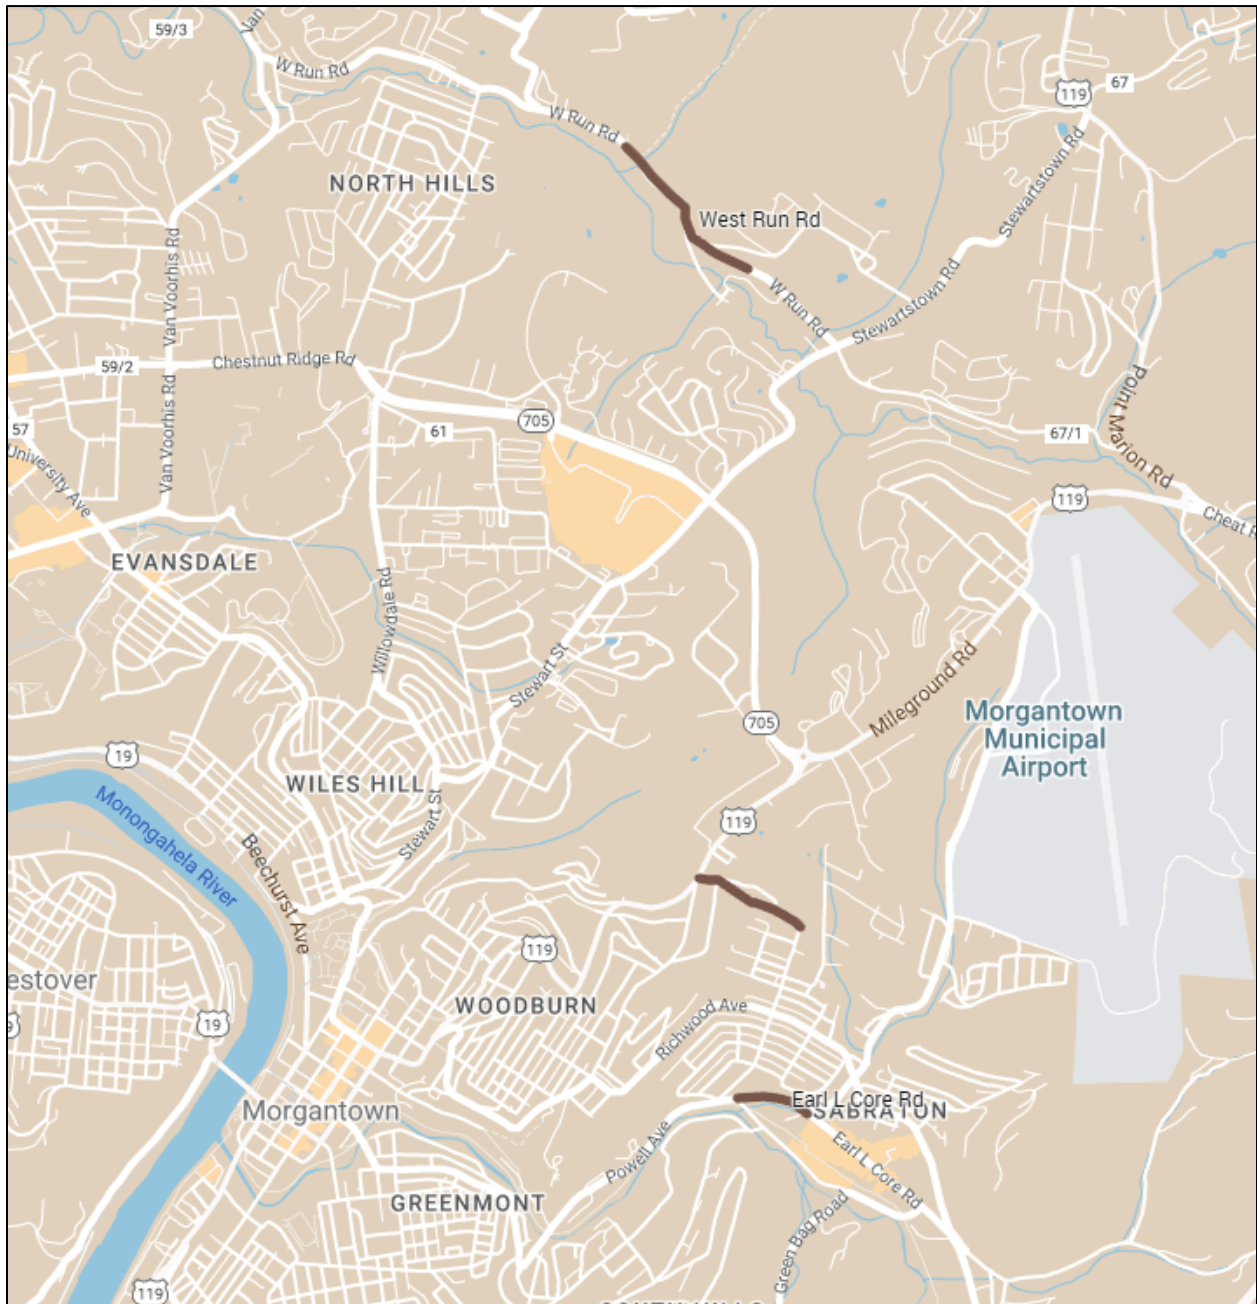 59/3
Van
W Run Rd
67
119
W Run Rd
NORTH HILLS
Stewartstown Rd
West Run Rd
Van Voorhis Rd
W Run Rd
Stewartstown Rd
59/2
Chestnut Ridge Rd
Point Marion Rd
57
705
61
67/1
Van Voorhis Rd
University Ave
119
Cheat R
EVANSDALE
Willowdale Rd
Stewart St
Mileground Rd
705
Morgantown
Municipal
Airport
19
WILES HILL
Monongahela River
Stewart St
119
Beechurst Ave
119
estover
WOODBURN
19
Richwood Ave
Morgantown
Earl L Core Rd
SABRATON
Powell Ave
Earl L Core Rd
GREENMONT
Green Bag Road
119